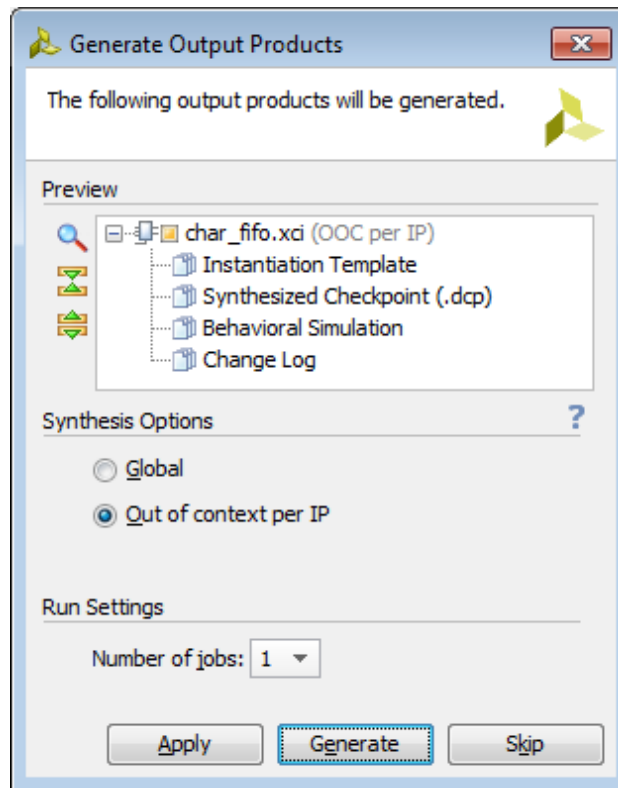 Generate Output Products
The following output products will be generated.
Preview
char_fifo.xci (OOC per IP)
Instantiation Template
Synthesized Checkpoint (.dcp)
Behavioral Simulation
Change Log
Synthesis Options
?
Global
Out of context per IP
Run Settings
Number of jobs: 1
Apply Generate Skip